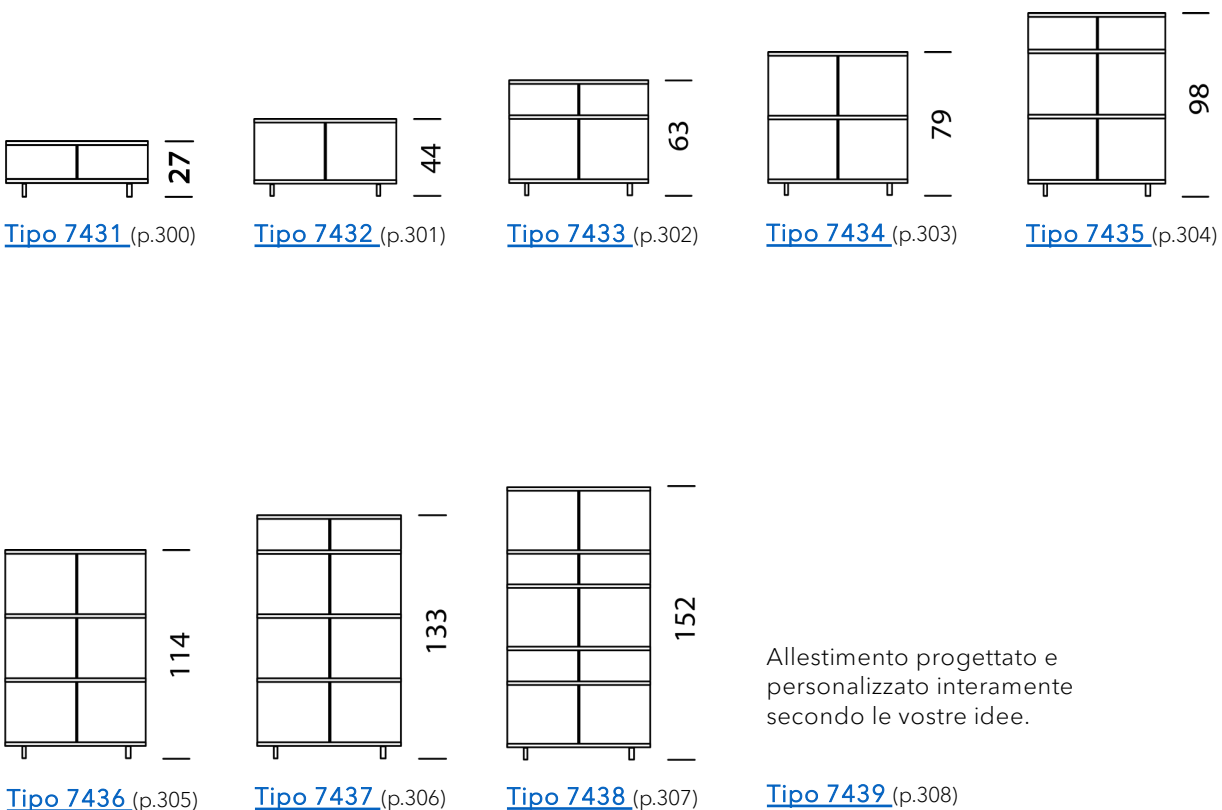 27
44
63
79
98
Tipo 7431 (p.300)
Tipo 7432 (p.301)
Tipo 7433 (p.302)
Tipo 7434 (p.303)
Tipo 7435 (p.304)
114
133
152
Allestimento progettato e
personalizzato interamente
secondo le vostre idee.
Tipo 7436 (p.305)
Tipo 7437 (p.306)
Tipo 7438 (p.307)
Tipo 7439 (p.308)